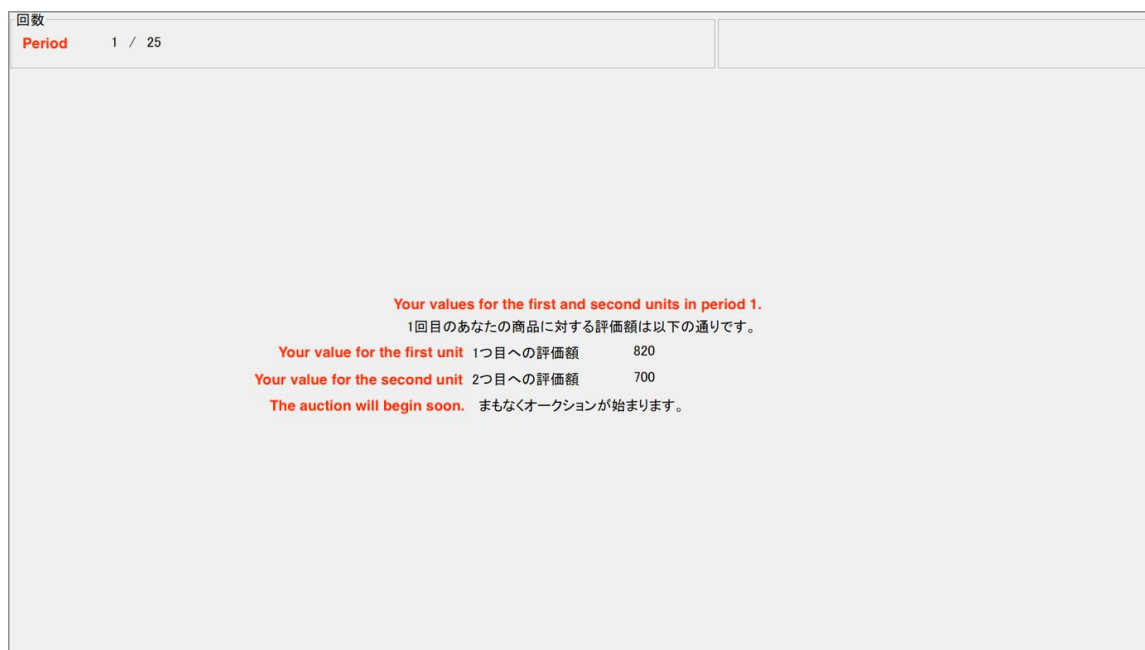 回数
Period 1 / 25
Your values for the first and second units in period 1.
1回目のあなたの商品に対する評価額は以下の通りです。
Your value for the first unit 1つ目への評価額 820
Your value for the second unit 2つ目への評価額 700
The auction will begin soon. まもなくオークションが始まります。